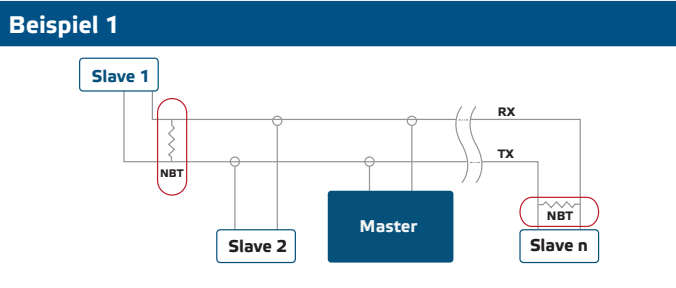 Beispiel 1
Slave 1
RX
TX
NBT
NBT
Master
Slave 2
Slave n